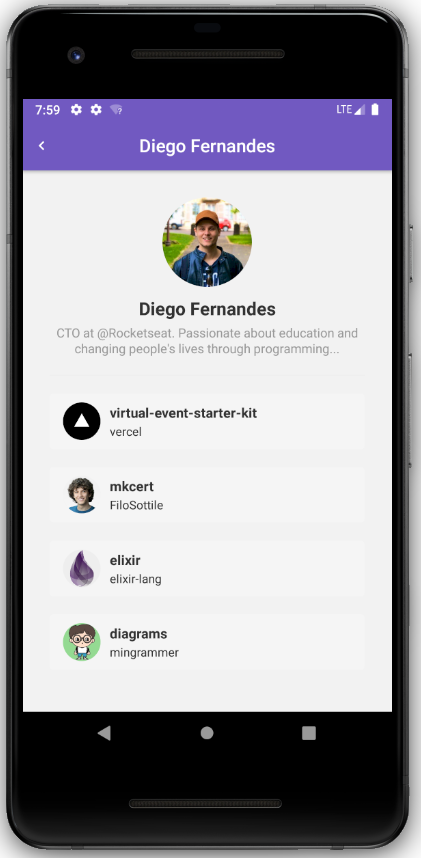 7:59
LTE
Diego Fernandes
Diego Fernandes
CTO at @Rocketseat. Passionate about education and
changing people's lives through programming...
virtual-event-starter-kit
vercel
mkcert
FiloSottile
elixir
elixir-lang
diagrams
mingrammer